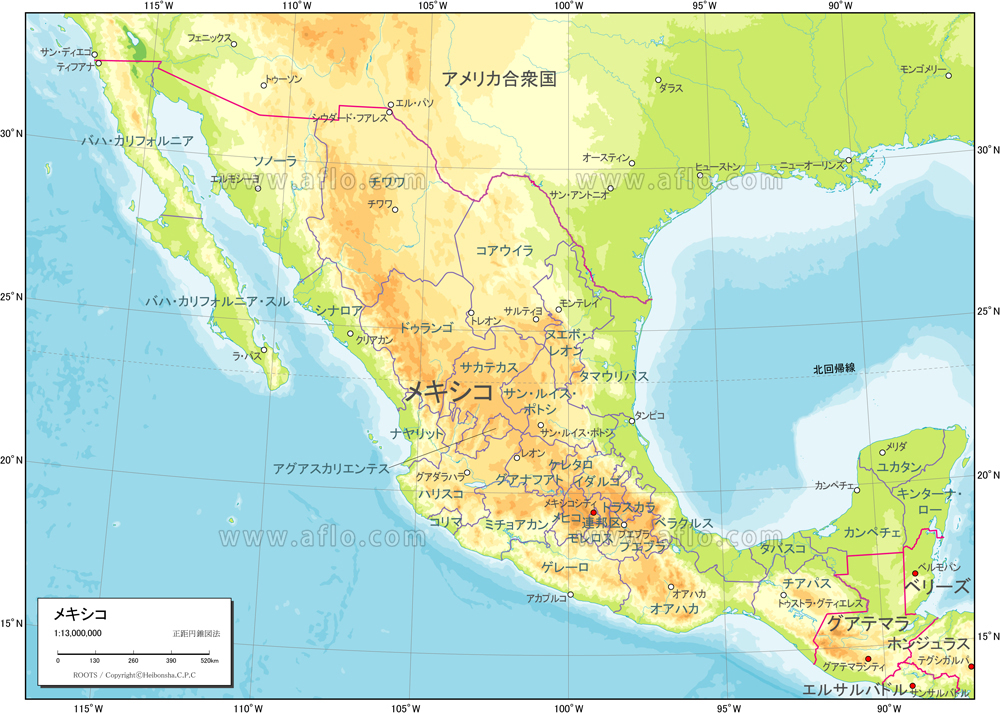 115°W
110°W
105°W
100°W
95°W
90°W
フェニックス
サン・ディエゴ
ティフアナ
トゥーソン
アメリカ合衆国
モンゴメリー
ダラス
エル・パソ
シウダード・フアレス
30°N
30°N
バハ・カリフォルニア
ソノーラ
オースティン
ヒューストン
ニューオーリンズ
エルモシーヨ
チワワ
www.aflo.com
www.aflo.com
サン・アントニオ
チワワ
コアウイラ
25°N
25°N
バハ・カリフォルニア・スル
シナロア
モンテレイ
サルティヨ
トレオン
ドゥランゴ
クリアカン
ヌエボ・
レオン
ラ・パス
サカテカス
北回帰線
タマウリパス
メキシコ
サン・ルイス・
ポトシ
タンピコ
ナヤリット
サン・ルイス・ポトシ
メリダ
20°N
20°N
アグアスカリエンテス
レオン
ケレタロ
ユカタン
グアダラハラ
グアナフアト
イダルゴ
カンペチェ
ハリスコ
キンターナ・
ロー
メキシコシティ
トラスカラ
コリマ
ミチョアカン
メヒコ
連邦区
ベラクルス
プエブラ
カンペチェ
www.aflo.com
www.aflo.com
モレロス
プエブラ
タバスコ
ゲレーロ
ベルモパン
ベリーズ
チアパス
アカプルコ
オアハカ
オアハカ
トゥストラ・グティエレス
メキシコ
1:13,000,000
正距円錐図法
0
130
260
390
520km
ROOTS / Copyright©Heibonsha.C.P.C
15°N
15°N
グアテマラ
ホンジュラス
グアテマラシティ
テグシガルパ
エルサルバドル
サンサルバドル
115°W
110°W
105°W
100°W
95°W
90°W